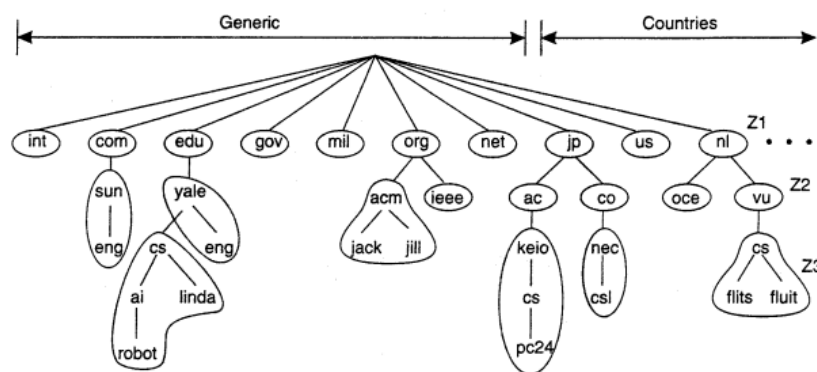 Generic Countries
int com edu gov mil org net jp us nl Z1 • • •
sun yale acm ieee ac co oce vu Z2
eng cs eng jack jill keio nec cs Z3
ai linda cs csl flits fluit
robot pc24